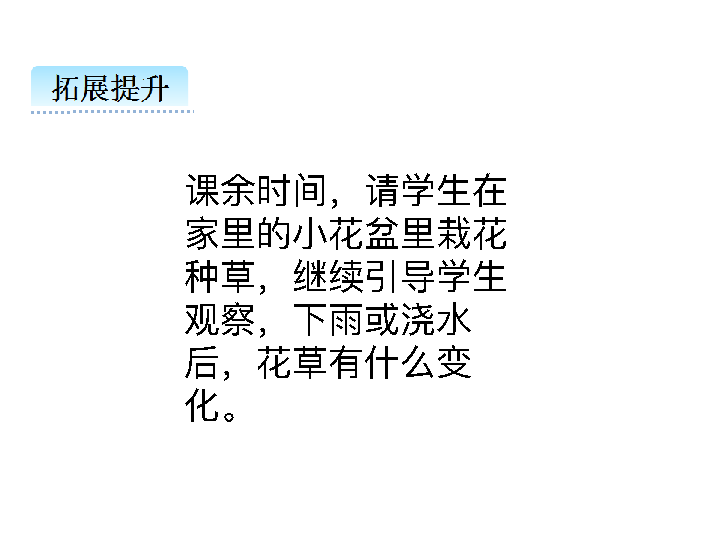 拓展提升
课余时间，请学生在
家里的小花盆里栽花
种草，继续引导学生
观察，下雨或浇水
后，花草有什么变
化。